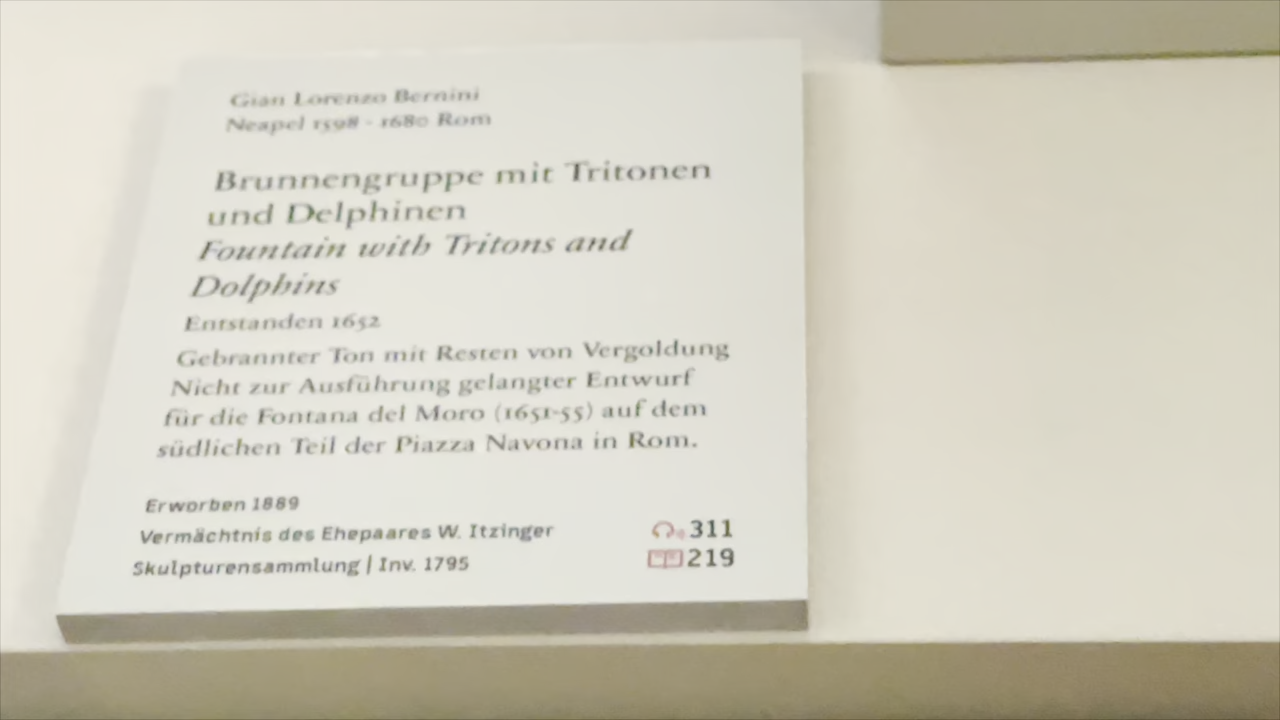 Gian Lorenzo Bernini
Neapel 1598 - 1680 Rom
Brunnengruppe mit Tritonen
und Delphinen
Fountain with Tritons and
Dolphins
Entstanden 1652
Gebrannter Ton mit Resten von Vergoldung
Nicht zur Ausführung gelangter Entwurf
für die Fontana del Moro (1651-55) auf dem
südlichen Teil der Piazza Navona in Rom.
Erworben 1889
Vermächtnis des Ehepaares W. Itzinger
Skulpturensammlung | Inv. 1795
311
219